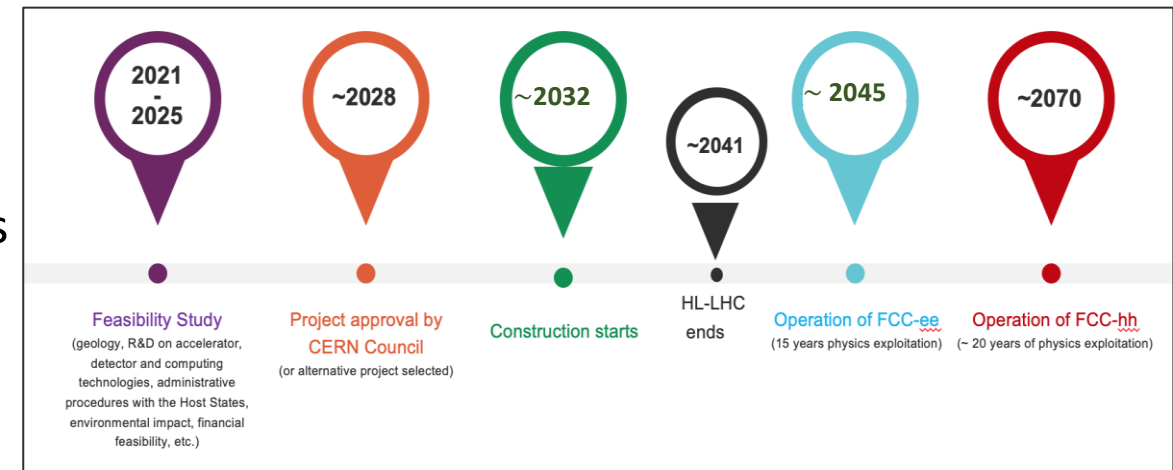 2021
-
2025
~2028
~2032
~2041
~ 2045
~2070
s
Feasibility Study
(geology, R&D on accelerator,
detector and computing
technologies, administrative
procedures with the Host States,
environmental impact, financial
feasibility, etc.)
Project approval by
CERN Council
(or alternative project selected)
Construction starts
HL-LHC
ends
Operation of FCC-ee
(15 years physics exploitation)
Operation of FCC-hh
(~ 20 years of physics exploitation)